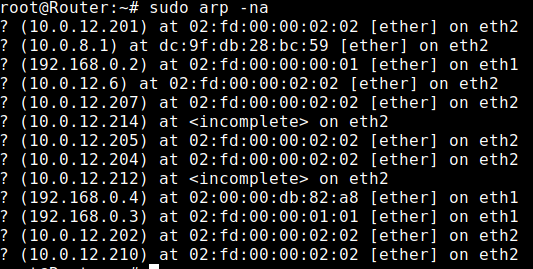 root@Router:~# sudo arp -na
? (10.0.12.201) at 02:fd:00:00:02:02 [ether] on eth2
? (10.0.8.1) at dc:9f:db:28:bc:59 [ether] on eth2
? (192.168.0.2) at 02:fd:00:00:00:01 [ether] on eth1
? (10.0.12.6) at 02:fd:00:00:02:02 [ether] on eth2
? (10.0.12.207) at 02:fd:00:00:02:02 [ether] on eth2
? (10.0.12.214) at <incomplete> on eth2
? (10.0.12.205) at 02:fd:00:00:02:02 [ether] on eth2
? (10.0.12.204) at 02:fd:00:00:02:02 [ether] on eth2
? (10.0.12.212) at <incomplete> on eth2
? (192.168.0.4) at 02:00:00:db:82:a8 [ether] on eth1
? (192.168.0.3) at 02:fd:00:00:01:01 [ether] on eth1
? (10.0.12.202) at 02:fd:00:00:02:02 [ether] on eth2
? (10.0.12.210) at 02:fd:00:00:02:02 [ether] on eth2
root@Router:~#